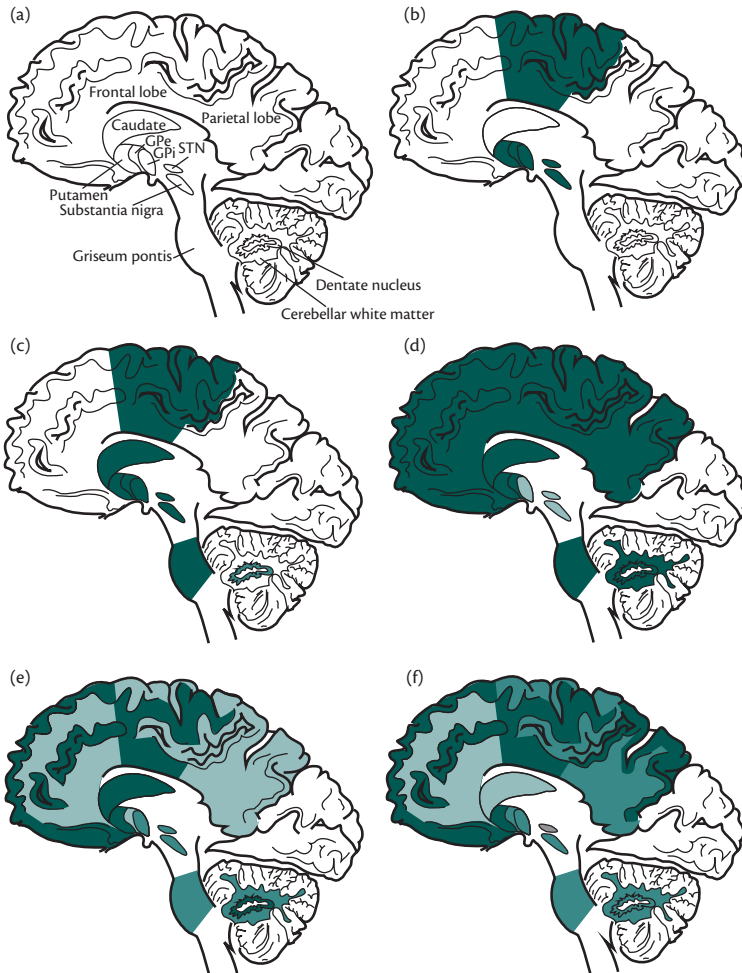 (a)
(b)
Frontal lobe
Parietal lobe
Caudate
GPe
GPi STN
Putamen
Substantia nigra
Griseum pontis
Dentate nucleus
Cerebellar white matter
(c)
(d)
(e)
(f)